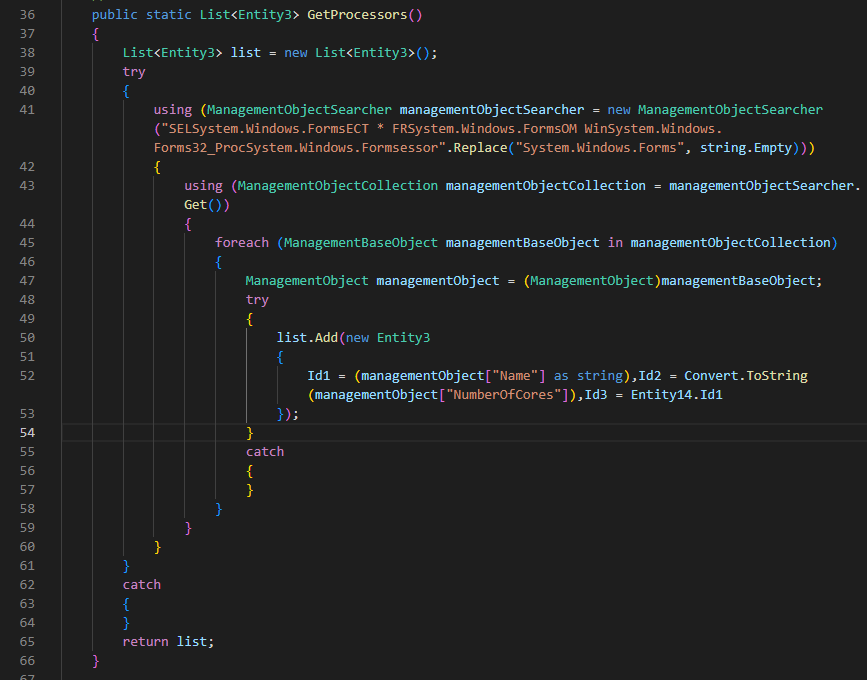 36 public static List<Entity3> GetProcessors()
37 {
38 List<Entity3> list = new List<Entity3>();
39 try
40 {
41 using (ManagementObjectSearcher managementObjectSearcher = new ManagementObjectSearcher
("SELSystem.Windows.FormsECT * FRSystem.Windows.FormsOM WinSystem.Windows.
Forms32_ProcSystem.Windows.Formsessor".Replace("System.Windows.Forms", string.Empty)))
42 {
43 using (ManagementObjectCollection managementObjectCollection = managementObjectSearcher.
Get())
44 {
45 foreach (ManagementBaseObject managementBaseObject in managementObjectCollection)
46 {
47 ManagementObject managementObject = (ManagementObject)managementBaseObject;
48 try
49 {
50 list.Add(new Entity3
51 {
52 Id1 = (managementObject["Name"] as string),Id2 = Convert.ToString
(managementObject["NumberOfCores"]),Id3 = Entity14.Id1
53 });
54 }
55 catch
56 {
57 }
58 }
59 }
60 }
61 }
62 catch
63 {
64 }
65 return list;
66 }
67